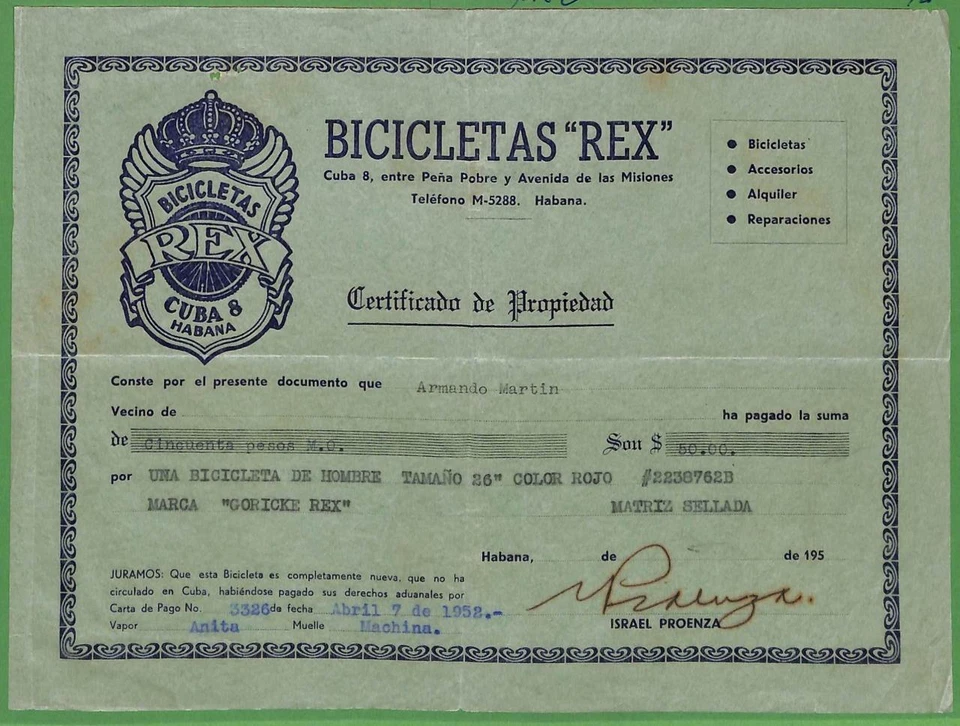 BICICLETAS
REX
CUBA 8
HABANA
BICICLETAS "REX"
Cuba 8, entre Peña Pobre y Avenida de las Misiones
Teléfono M-5288. Habana.
● Bicicletas
● Accesorios
● Alquiler
● Reparaciones
Certificado de Propiedad
Conste por el presente documento que Armando Martin
Vecino de ha pagado la suma
de Cincuenta pesos M.O. Son $ 50.00.
por UNA BICICLETA DE HOMBRE TAMAÑO 26" COLOR ROJO #2238762B
MARCA "GORICKE REX" MATRIZ SELLADA
Habana, de de 195
JURAMOS: Que esta Bicicleta es completamente nueva, que no ha
circulado en Cuba, habiéndose pagado sus derechos aduanales por
Carta de Pago No. 3326 de fecha Abril 7 de 1952.-
Vapor Anita Muelle Machina.
Proenza.
ISRAEL PROENZA